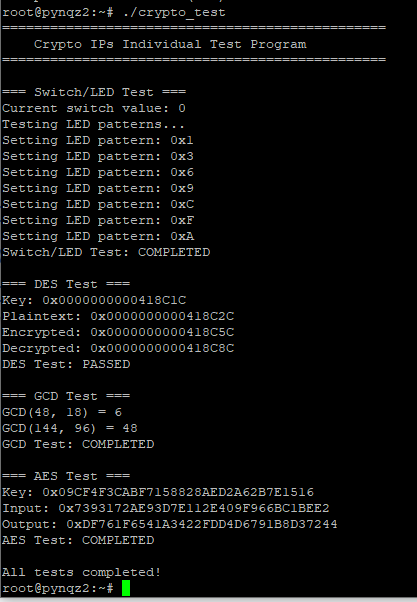 root@pynqz2:~# ./crypto_test
================================================
    Crypto IPs Individual Test Program
================================================
=== Switch/LED Test ===
Current switch value: 0
Testing LED patterns...
Setting LED pattern: 0x1
Setting LED pattern: 0x3
Setting LED pattern: 0x6
Setting LED pattern: 0x9
Setting LED pattern: 0xC
Setting LED pattern: 0xF
Setting LED pattern: 0xA
Switch/LED Test: COMPLETED
=== DES Test ===
Key: 0x0000000000418C1C
Plaintext: 0x0000000000418C2C
Encrypted: 0x0000000000418C5C
Decrypted: 0x0000000000418C8C
DES Test: PASSED
=== GCD Test ===
GCD(48, 18) = 6
GCD(144, 96) = 48
GCD Test: COMPLETED
=== AES Test ===
Key: 0x09CF4F3CABF7158828AED2A62B7E1516
Input: 0x7393172AE93D7E112E409F966BC1BEE2
Output: 0xDF761F6541A3422FDD4D6791B8D37244
AES Test: COMPLETED
All tests completed!
root@pynqz2:~#